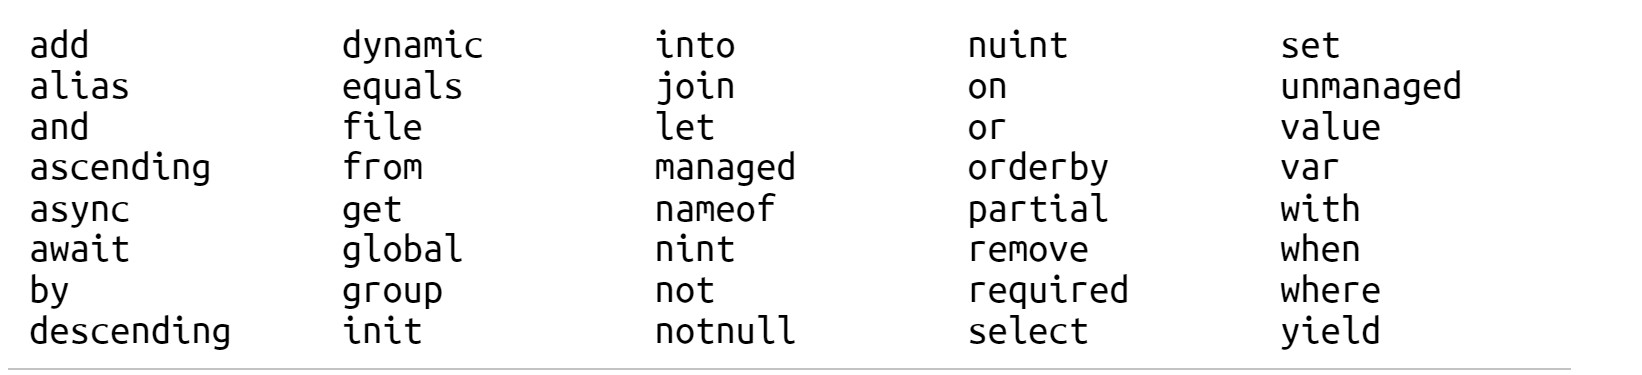 add dynamic into nuint set
alias equals join on unmanaged
and file let or value
ascending from managed orderby var
async get nameof partial with
await global nint remove when
by group not required where
descending init notnull select yield